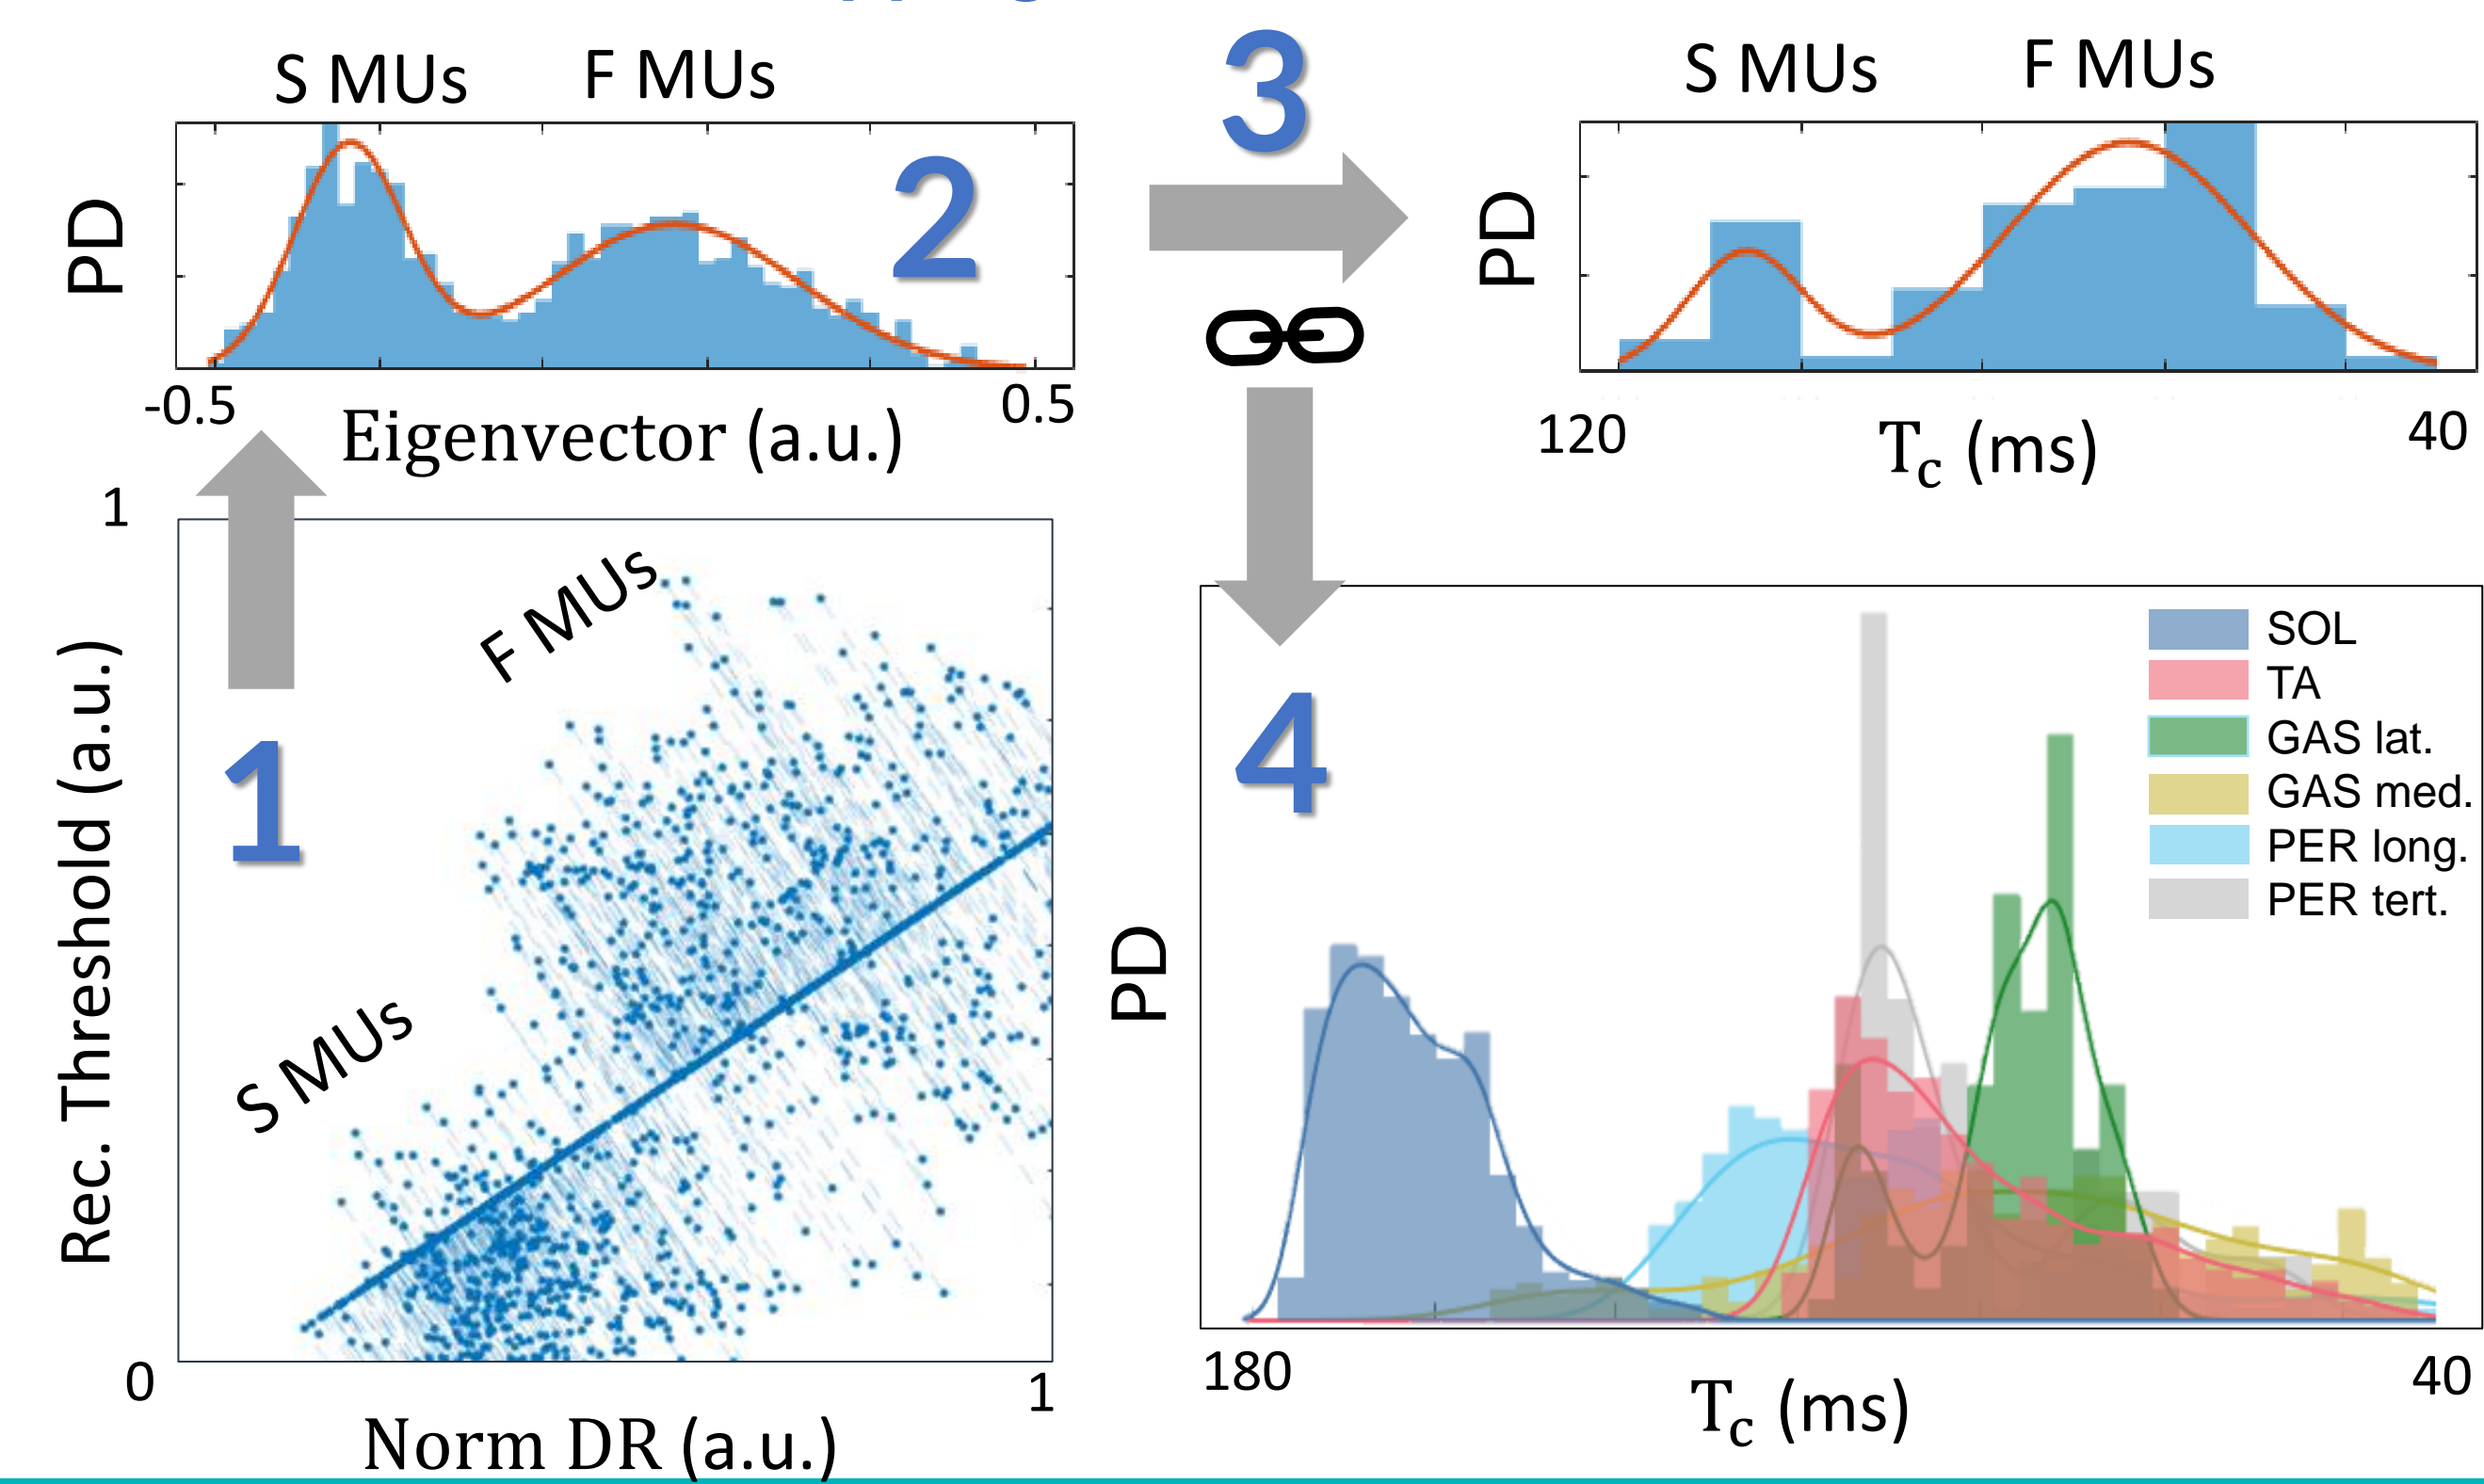 S MUs F MUs
2
PD
-0.5 0.5
Eigenvector (a.u.)
3
S MUs F MUs
PD
120 40
Tc (ms)
1
1
F MUs
S MUs
Rec. Threshold (a.u.)
0 1
Norm DR (a.u.)
4
SOL
TA
GAS lat.
GAS med.
PER long.
PER tert.
PD
180 40
Tc (ms)